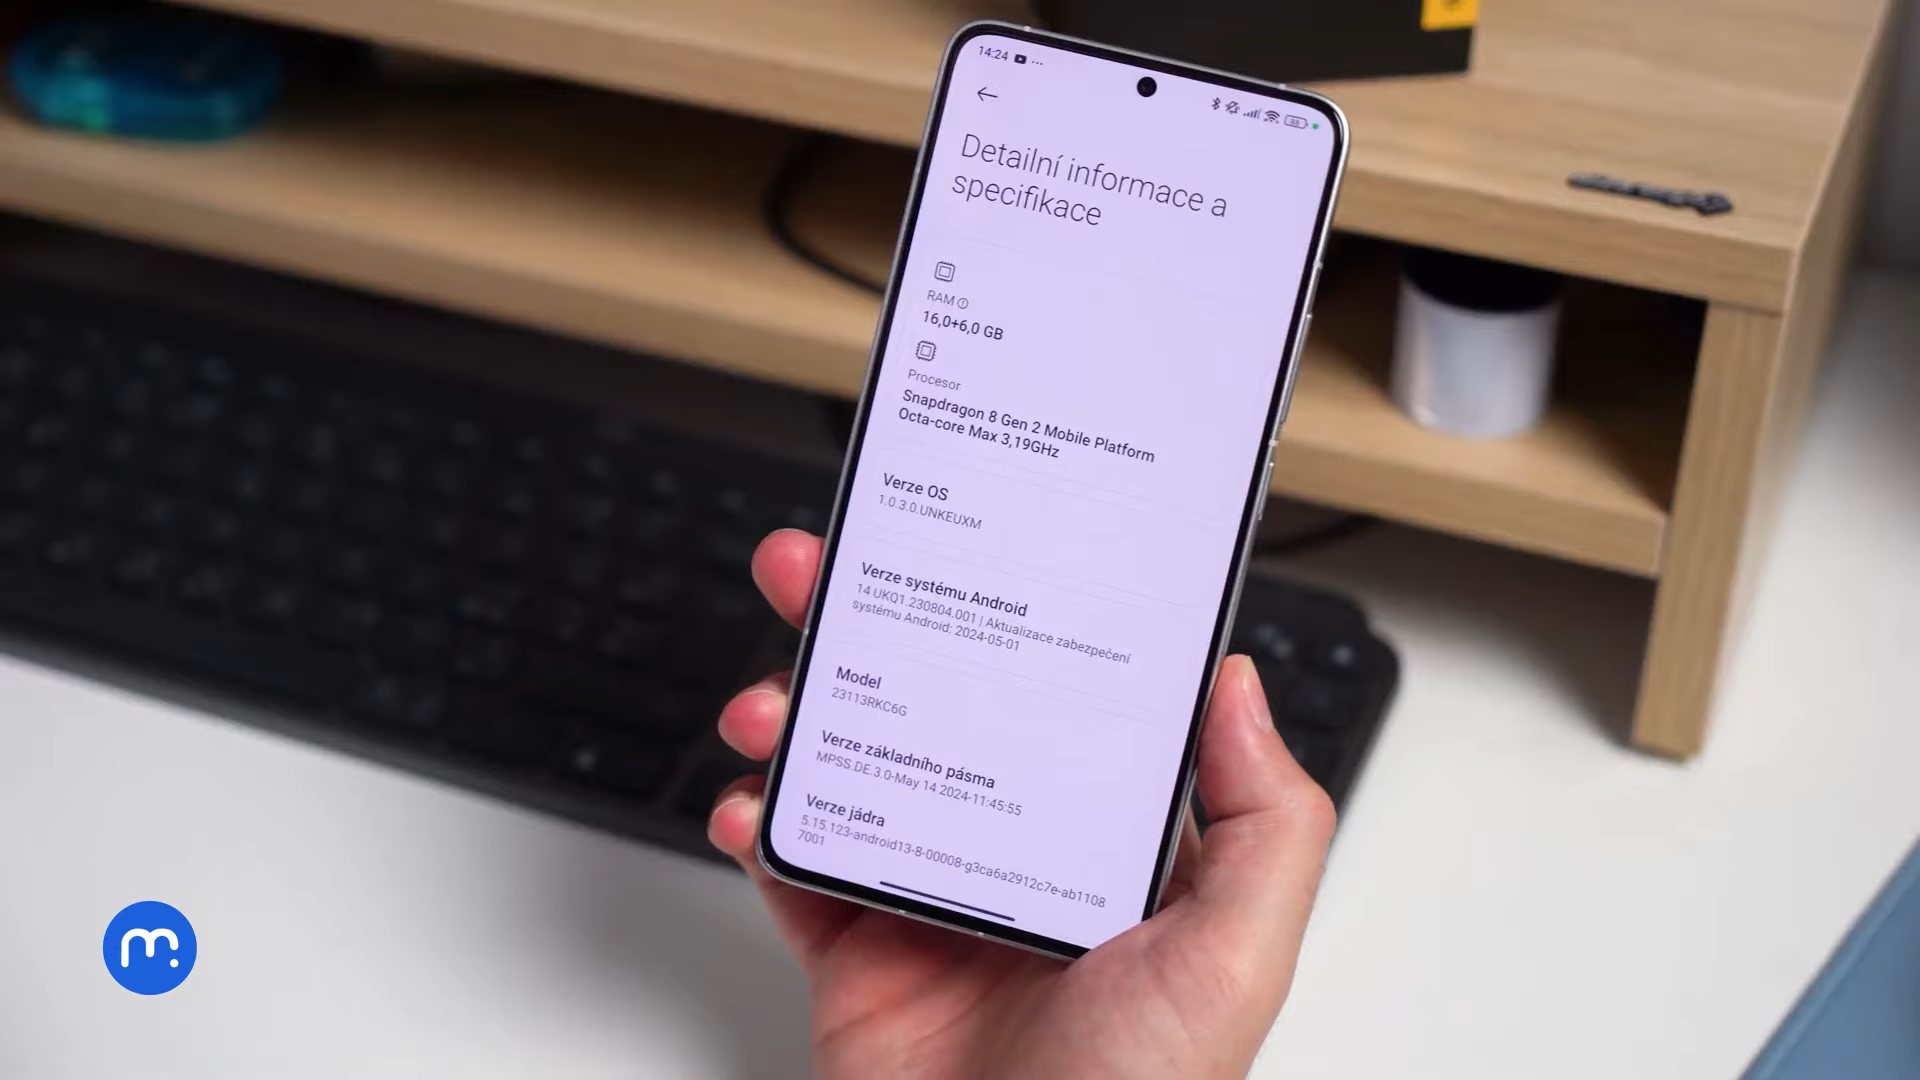 14:24
Detailní informace a
specifikace
RAM
16,0+6,0 GB
Procesor
Snapdragon 8 Gen 2 Mobile Platform
Octa-core Max 3,19GHz
Verze OS
1.0.3.0.UNKEUXM
Verze systému Android
14 UKQ1.230804.001 | Aktualizace zabezpečení
systému Android: 2024-05-01
Model
23113RKC6G
Verze základního pásma
MPSS.DE.3.0-May 14 2024-11:45:55
Verze jádra
5.15.123-android13-8-00008-g3ca6a2912c7e-ab1108
7001
m.